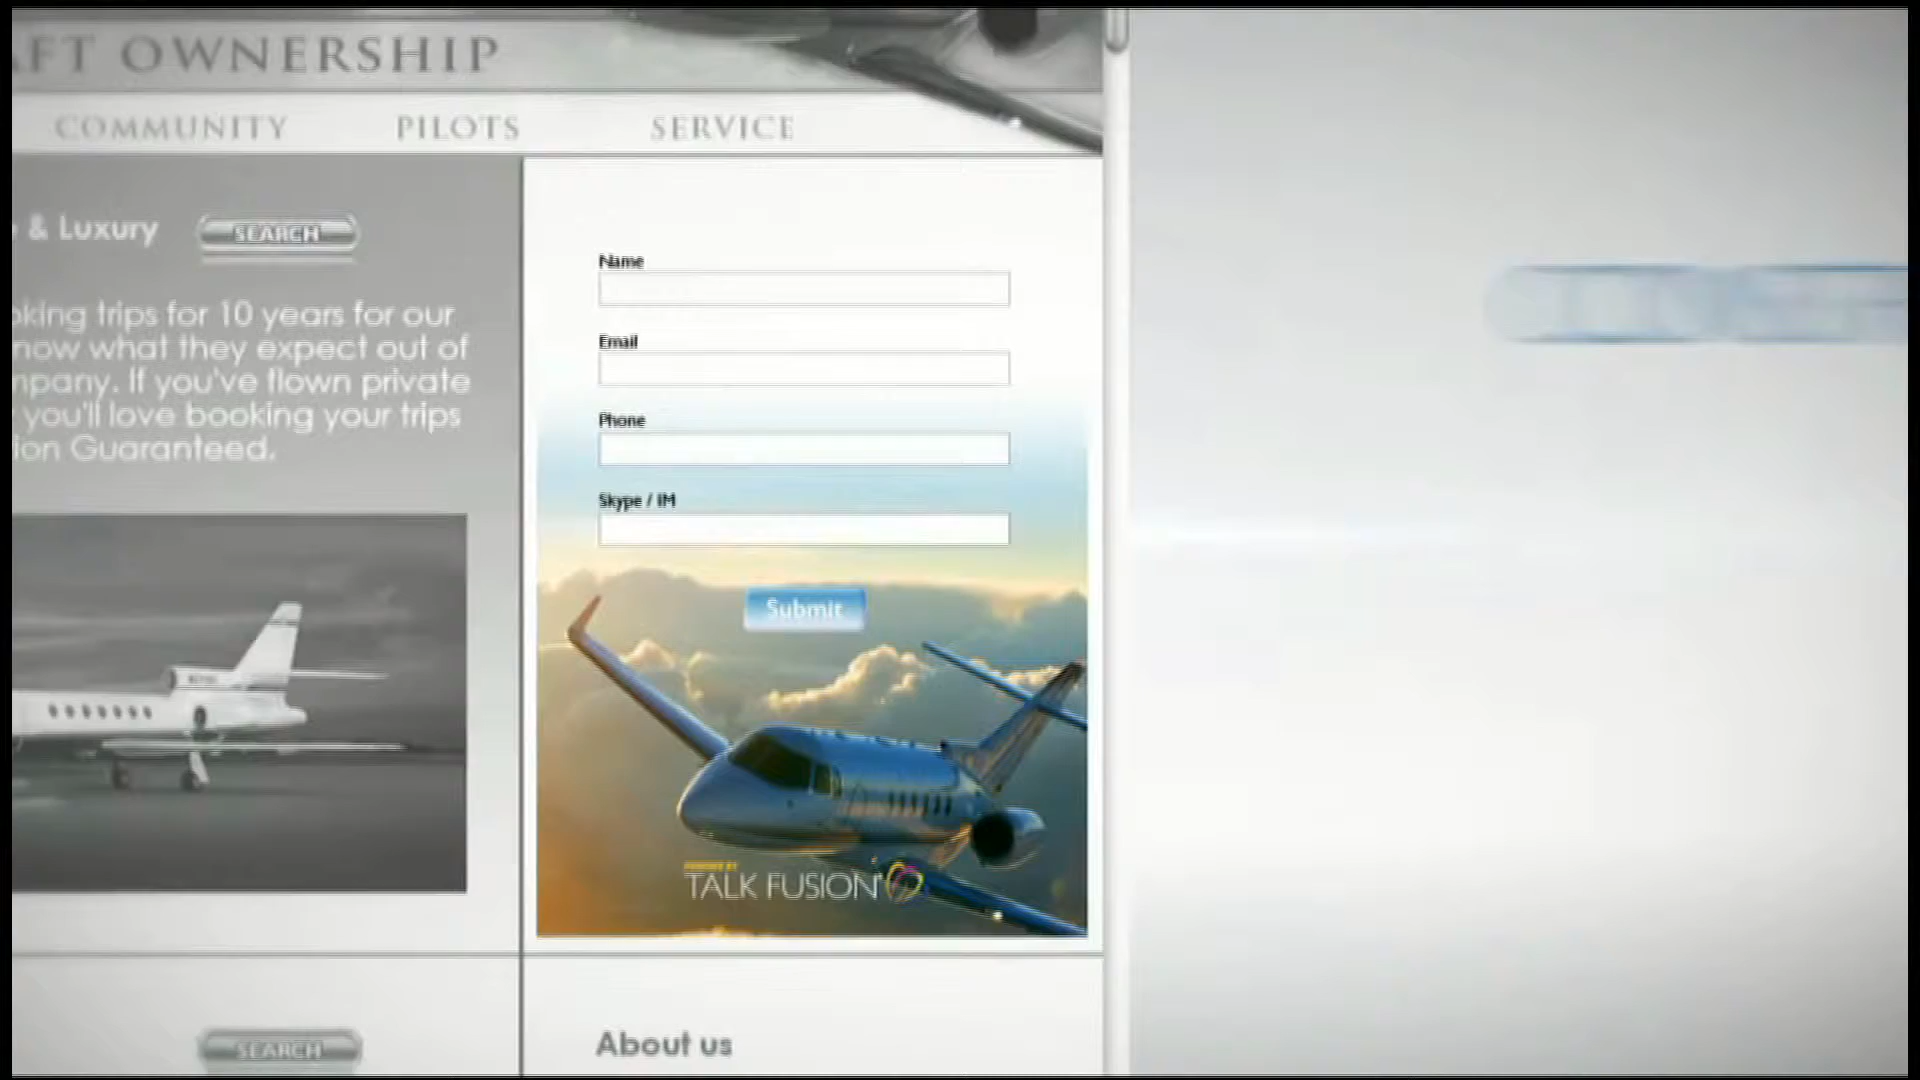 AFT OWNERSHIP
COMMUNITY PILOTS SERVICE
& Luxury SEARCH
oking trips for 10 years for our
now what they expect out of
mpany. If you've flown private
you'll love booking your trips
ion Guaranteed.
Name
Email
Phone
Skype / IM
Submit
POWERED BY
TALK FUSION
SEARCH
About us